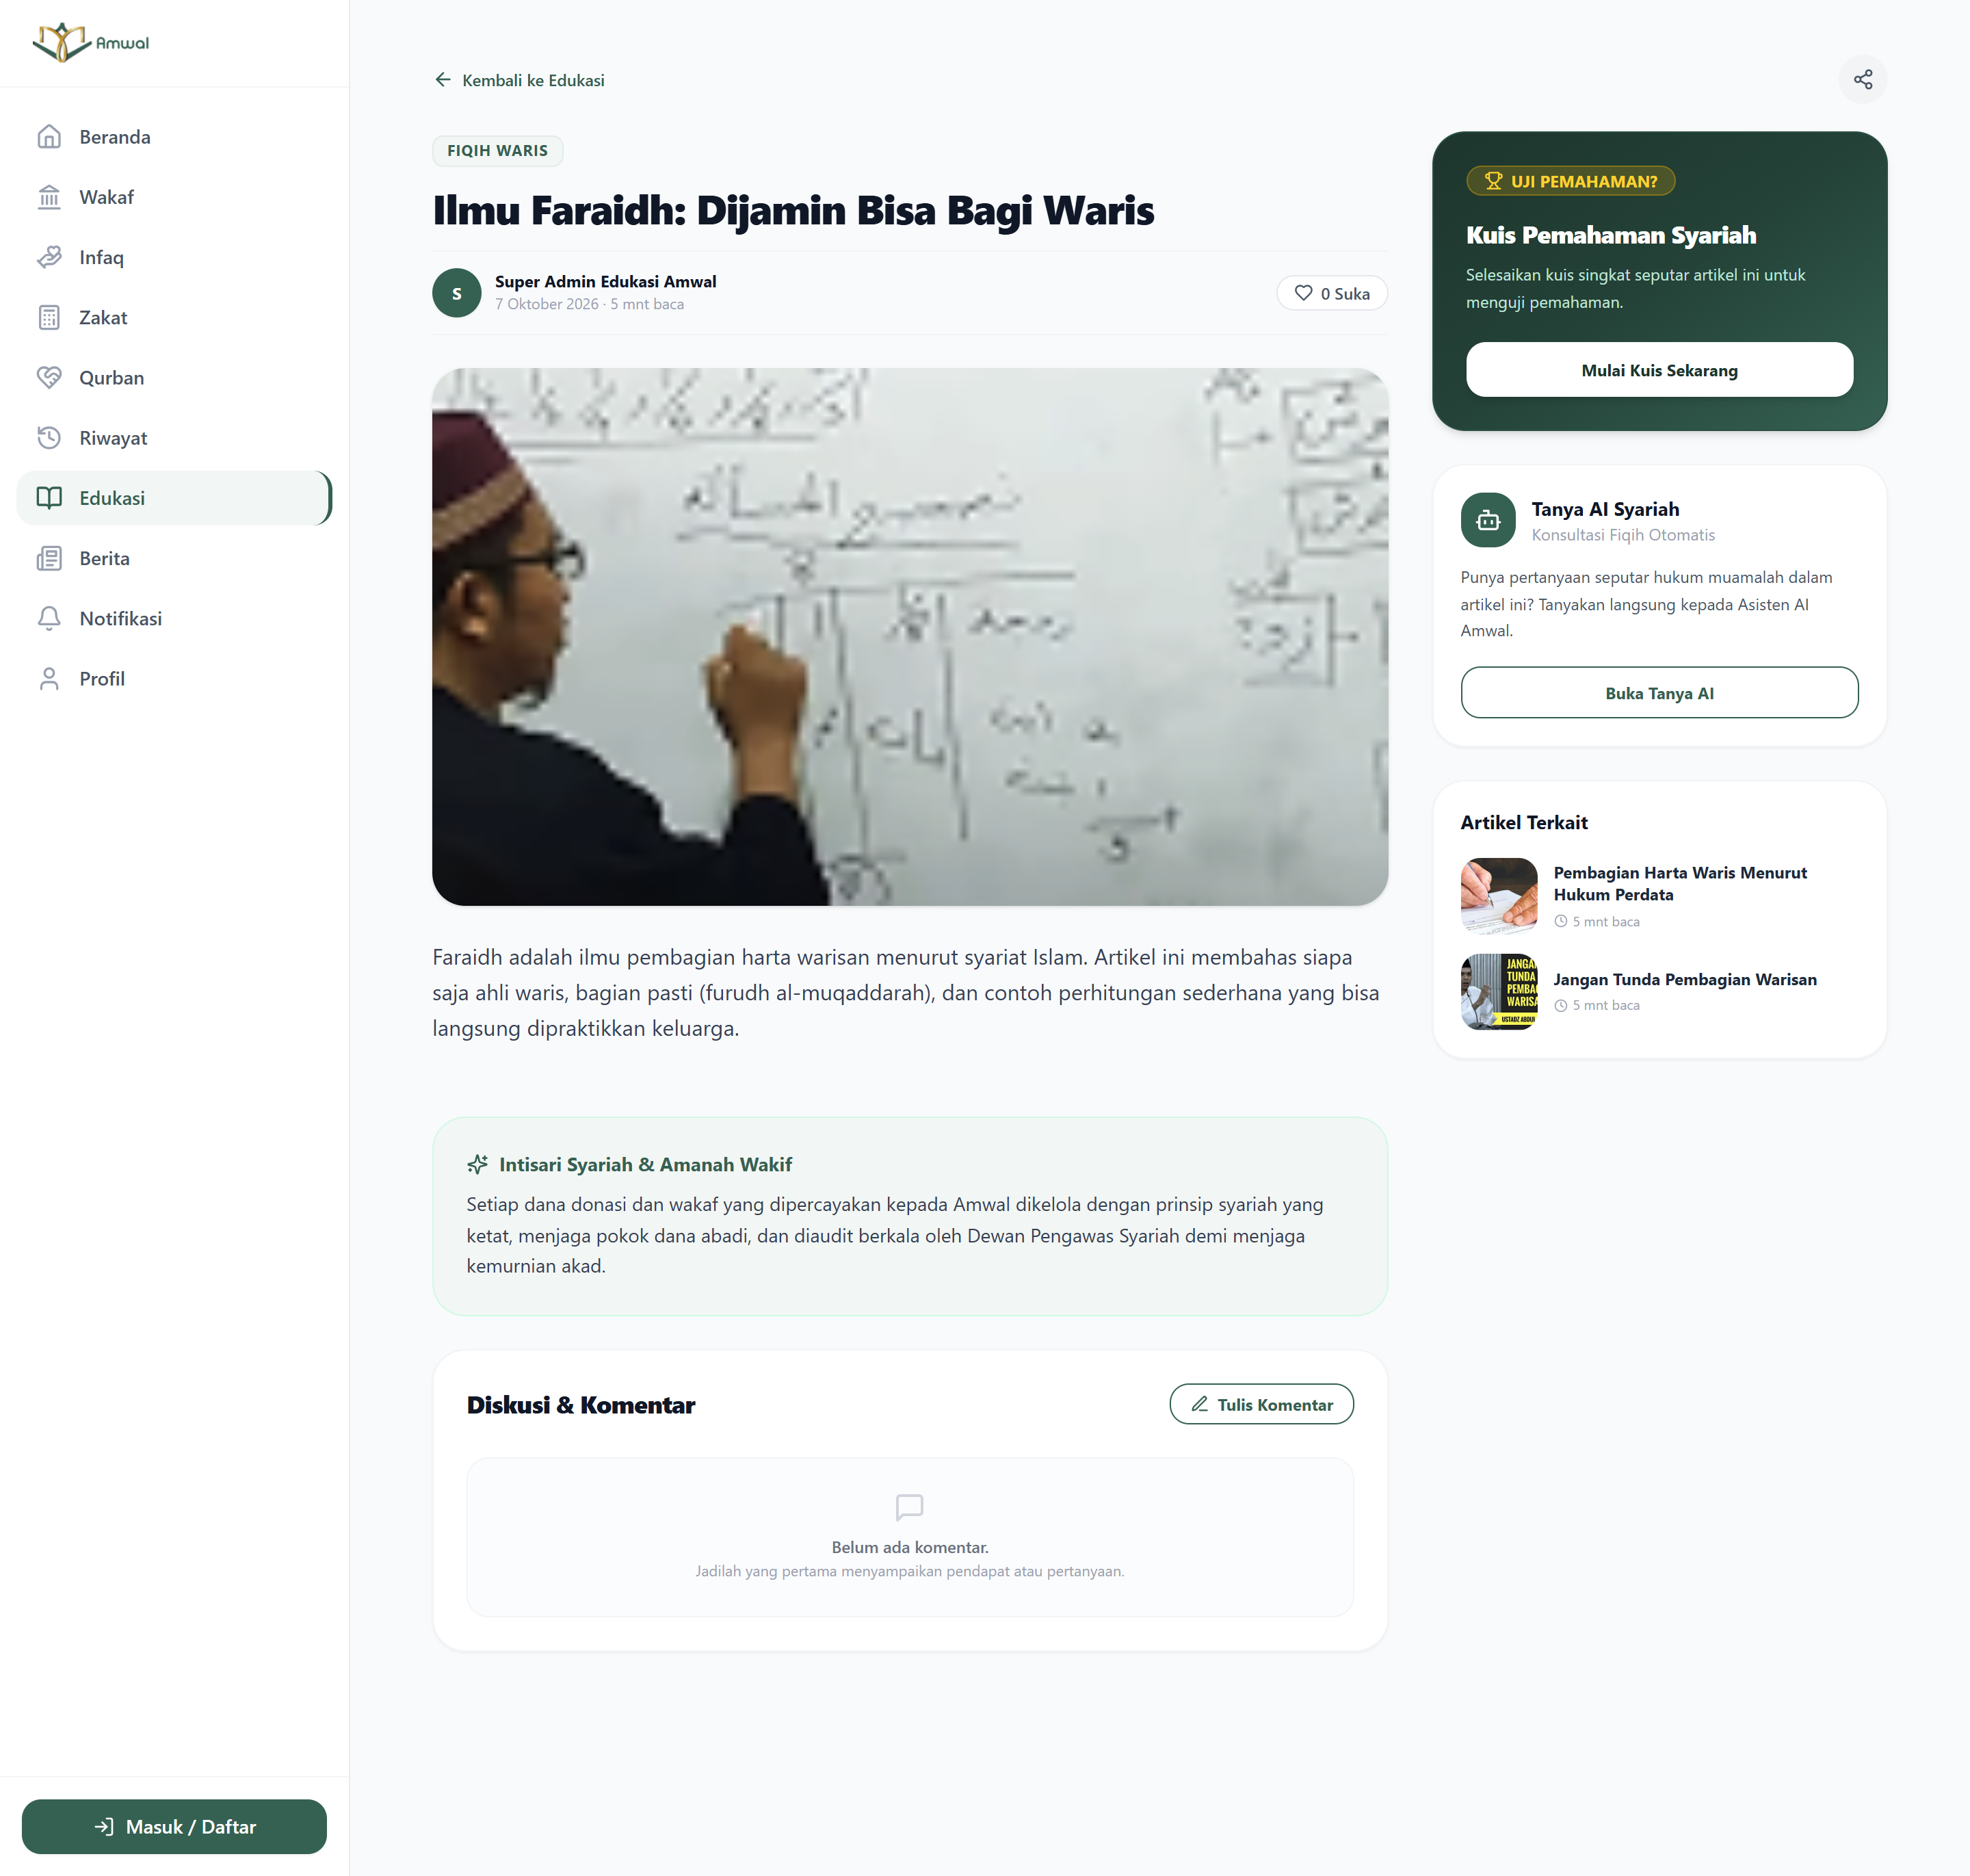 Amwal
Beranda
Wakaf
Infaq
Zakat
Qurban
Riwayat
Edukasi
Berita
Notifikasi
Profil
Masuk / Daftar
Kembali ke Edukasi
FIQIH WARIS
Ilmu Faraidh: Dijamin Bisa Bagi Waris
S
Super Admin Edukasi Amwal
7 Oktober 2026 · 5 mnt baca
0 Suka
Faraidh adalah ilmu pembagian harta warisan menurut syariat Islam. Artikel ini membahas siapa
saja ahli waris, bagian pasti (furudh al-muqaddarah), dan contoh perhitungan sederhana yang bisa
langsung dipraktikkan keluarga.
Intisari Syariah & Amanah Wakif
Setiap dana donasi dan wakaf yang dipercayakan kepada Amwal dikelola dengan prinsip syariah yang
ketat, menjaga pokok dana abadi, dan diaudit berkala oleh Dewan Pengawas Syariah demi menjaga
kemurnian akad.
Diskusi & Komentar
Tulis Komentar
Belum ada komentar.
Jadilah yang pertama menyampaikan pendapat atau pertanyaan.
UJI PEMAHAMAN?
Kuis Pemahaman Syariah
Selesaikan kuis singkat seputar artikel ini untuk
menguji pemahaman.
Mulai Kuis Sekarang
Tanya AI Syariah
Konsultasi Fiqih Otomatis
Punya pertanyaan seputar hukum muamalah dalam
artikel ini? Tanyakan langsung kepada Asisten AI
Amwal.
Buka Tanya AI
Artikel Terkait
Pembagian Harta Waris Menurut
Hukum Perdata
5 mnt baca
JANGA
TUNDA
PEMBA
WARISA
USTADZ ABDUL
Jangan Tunda Pembagian Warisan
5 mnt baca